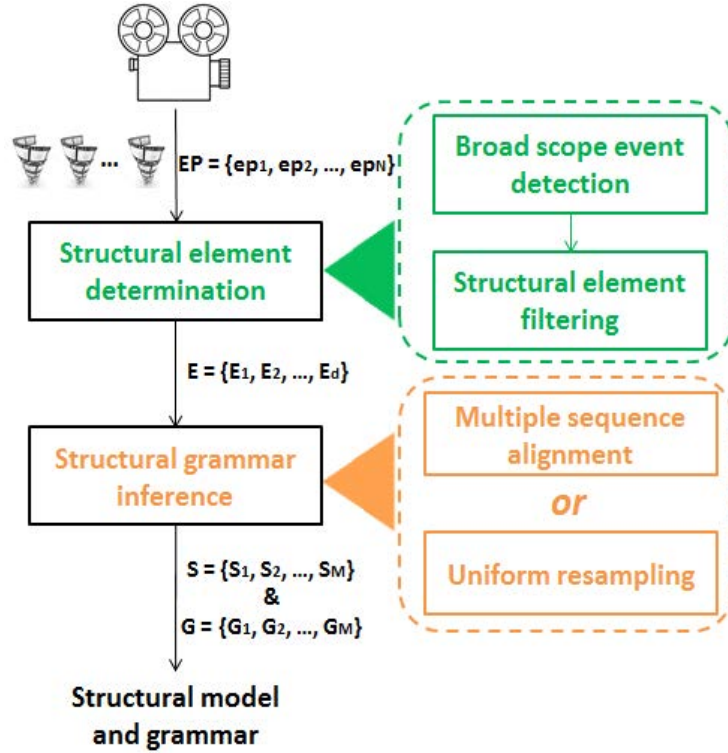 ...
EP = {ep1, ep2, ..., epN}
Broad scope event
detection
Structural element
determination
Structural element
filtering
E = {E1, E2, ..., Ed}
Multiple sequence
alignment
Structural grammar
inference
or
Uniform resampling
S = {S1, S2, ..., SM}
&
G = {G1, G2, ..., GM}
Structural model
and grammar